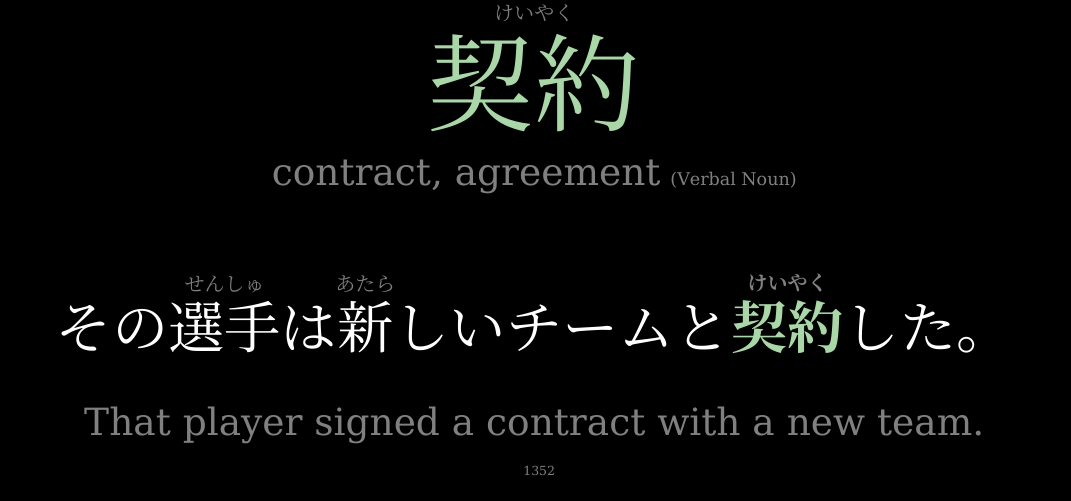 けいやく
契約
contract, agreement (Verbal Noun)
せんしゅ あたら けいやく
その選手は新しいチームと契約した。
That player signed a contract with a new team.
1352